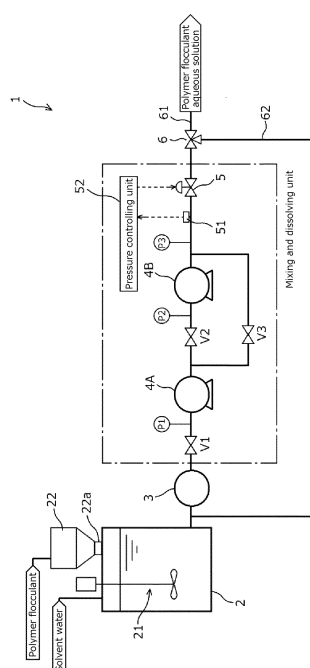 1
Polymer flocculant
aqueous solution
61
6
62
52
Pressure controlling unit
5
51
P3
4B
P2
V2
V3
Mixing and dissolving unit
4A
P1
V1
3
22
22a
Polymer flocculant
Solvent water
21
2